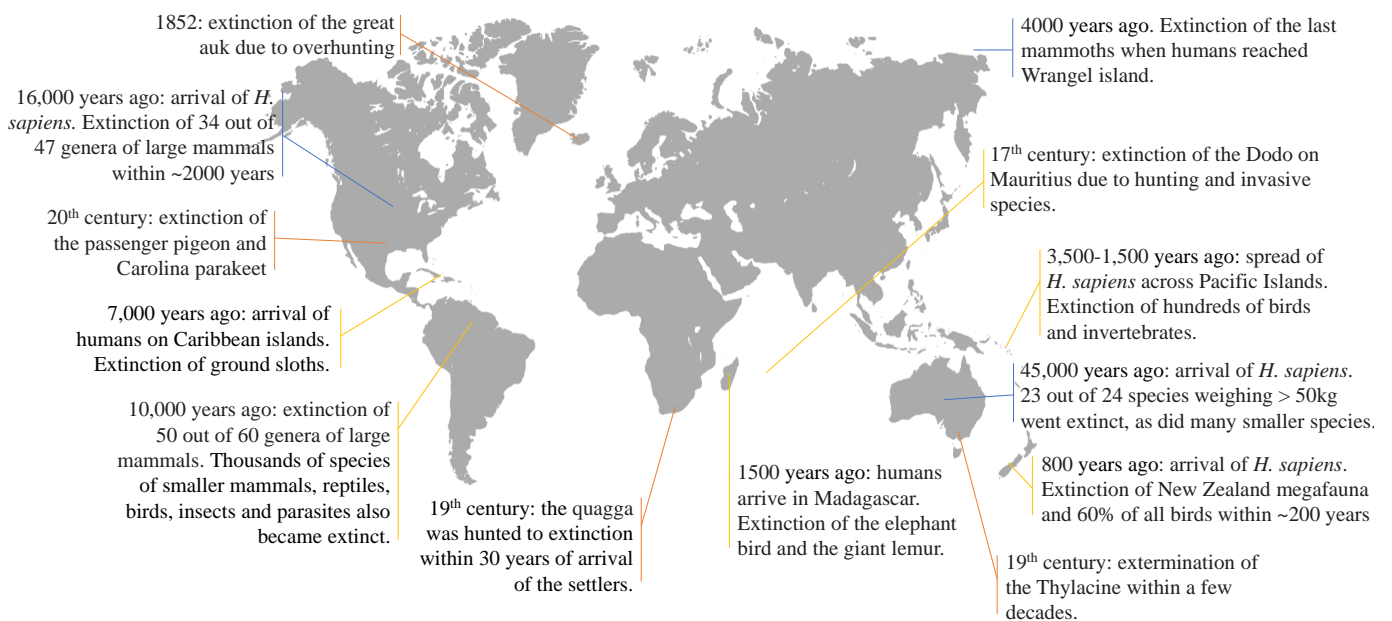 1852: extinction of the great
auk due to overhunting
16,000 years ago: arrival of H.
sapiens. Extinction of 34 out of
47 genera of large mammals
within ~2000 years
20th century: extinction of
the passenger pigeon and
Carolina parakeet
7,000 years ago: arrival of
humans on Caribbean islands.
Extinction of ground sloths.
10,000 years ago: extinction of
50 out of 60 genera of large
mammals. Thousands of species
of smaller mammals, reptiles,
birds, insects and parasites also
became extinct.
19th century: the quagga
was hunted to extinction
within 30 years of arrival
of the settlers.
1500 years ago: humans
arrive in Madagascar.
Extinction of the elephant
bird and the giant lemur.
4000 years ago. Extinction of the last
mammoths when humans reached
Wrangel island.
17th century: extinction of the Dodo on
Mauritius due to hunting and invasive
species.
3,500-1,500 years ago: spread of
H. sapiens across Pacific Islands.
Extinction of hundreds of birds
and invertebrates.
45,000 years ago: arrival of H. sapiens.
23 out of 24 species weighing > 50kg
went extinct, as did many smaller species.
800 years ago: arrival of H. sapiens.
Extinction of New Zealand megafauna
and 60% of all birds within ~200 years
19th century: extermination of
the Thylacine within a few
decades.